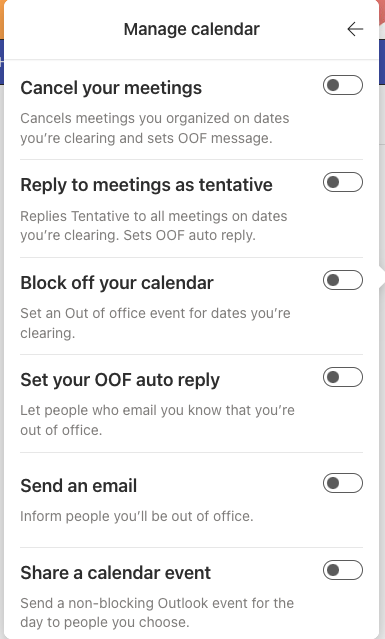 Manage calendar
Cancel your meetings
Cancels meetings you organized on dates
you're clearing and sets OOF message.
Reply to meetings as tentative
Replies Tentative to all meetings on dates
you're clearing. Sets OOF auto reply.
Block off your calendar
Set an Out of office event for dates you're
clearing.
Set your OOF auto reply
Let people who email you know that you're
out of office.
Send an email
Inform people you'll be out of office.
Share a calendar event
Send a non-blocking Outlook event for the
day to people you choose.